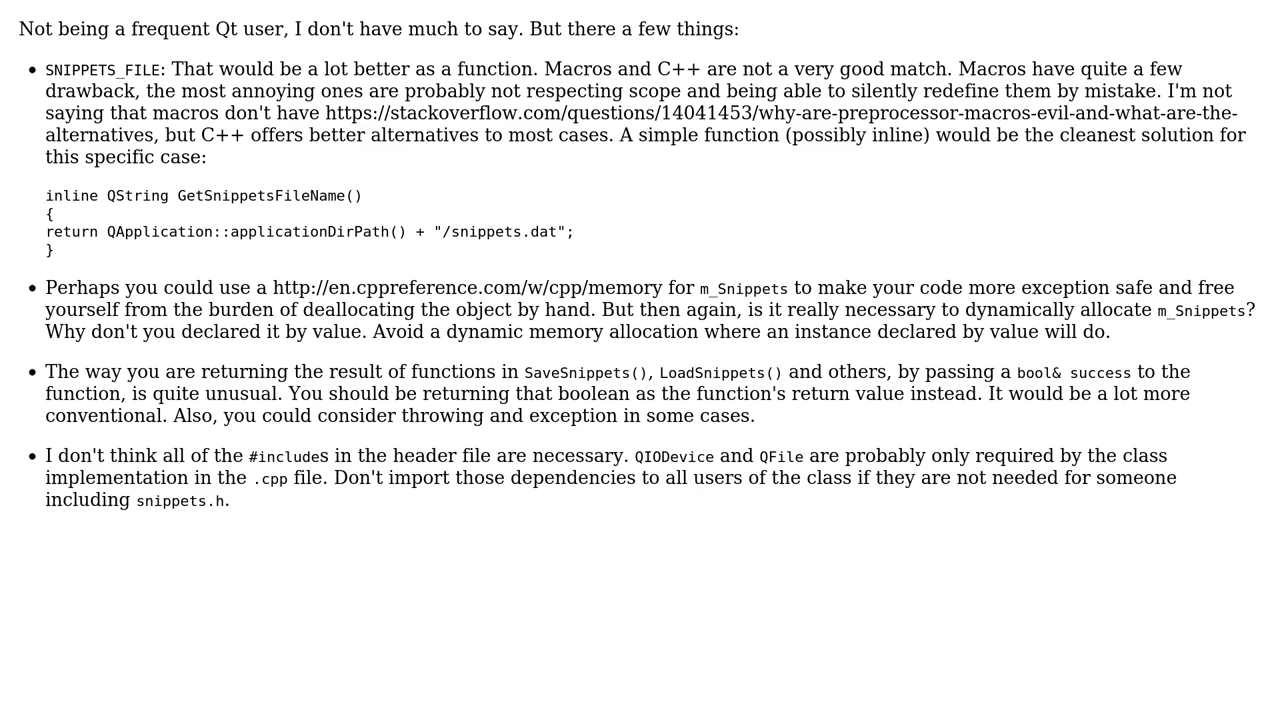 Not being a frequent Qt user, I don't have much to say. But there a few things:
• SNIPPETS_FILE: That would be a lot better as a function. Macros and C++ are not a very good match. Macros have quite a few
drawback, the most annoying ones are probably not respecting scope and being able to silently redefine them by mistake. I'm not
saying that macros don't have https://stackoverflow.com/questions/14041453/why-are-preprocessor-macros-evil-and-what-are-the-
alternatives, but C++ offers better alternatives to most cases. A simple function (possibly inline) would be the cleanest solution for
this specific case:
inline QString GetSnippetsFileName()
{
return QApplication::applicationDirPath() + "/snippets.dat";
}
• Perhaps you could use a http://en.cppreference.com/w/cpp/memory for m_Snippets to make your code more exception safe and free
yourself from the burden of deallocating the object by hand. But then again, is it really necessary to dynamically allocate m_Snippets?
Why don't you declared it by value. Avoid a dynamic memory allocation where an instance declared by value will do.
• The way you are returning the result of functions in SaveSnippets(), LoadSnippets() and others, by passing a bool& success to the
function, is quite unusual. You should be returning that boolean as the function's return value instead. It would be a lot more
conventional. Also, you could consider throwing and exception in some cases.
• I don't think all of the #includes in the header file are necessary. QIODevice and QFile are probably only required by the class
implementation in the .cpp file. Don't import those dependencies to all users of the class if they are not needed for someone
including snippets.h.